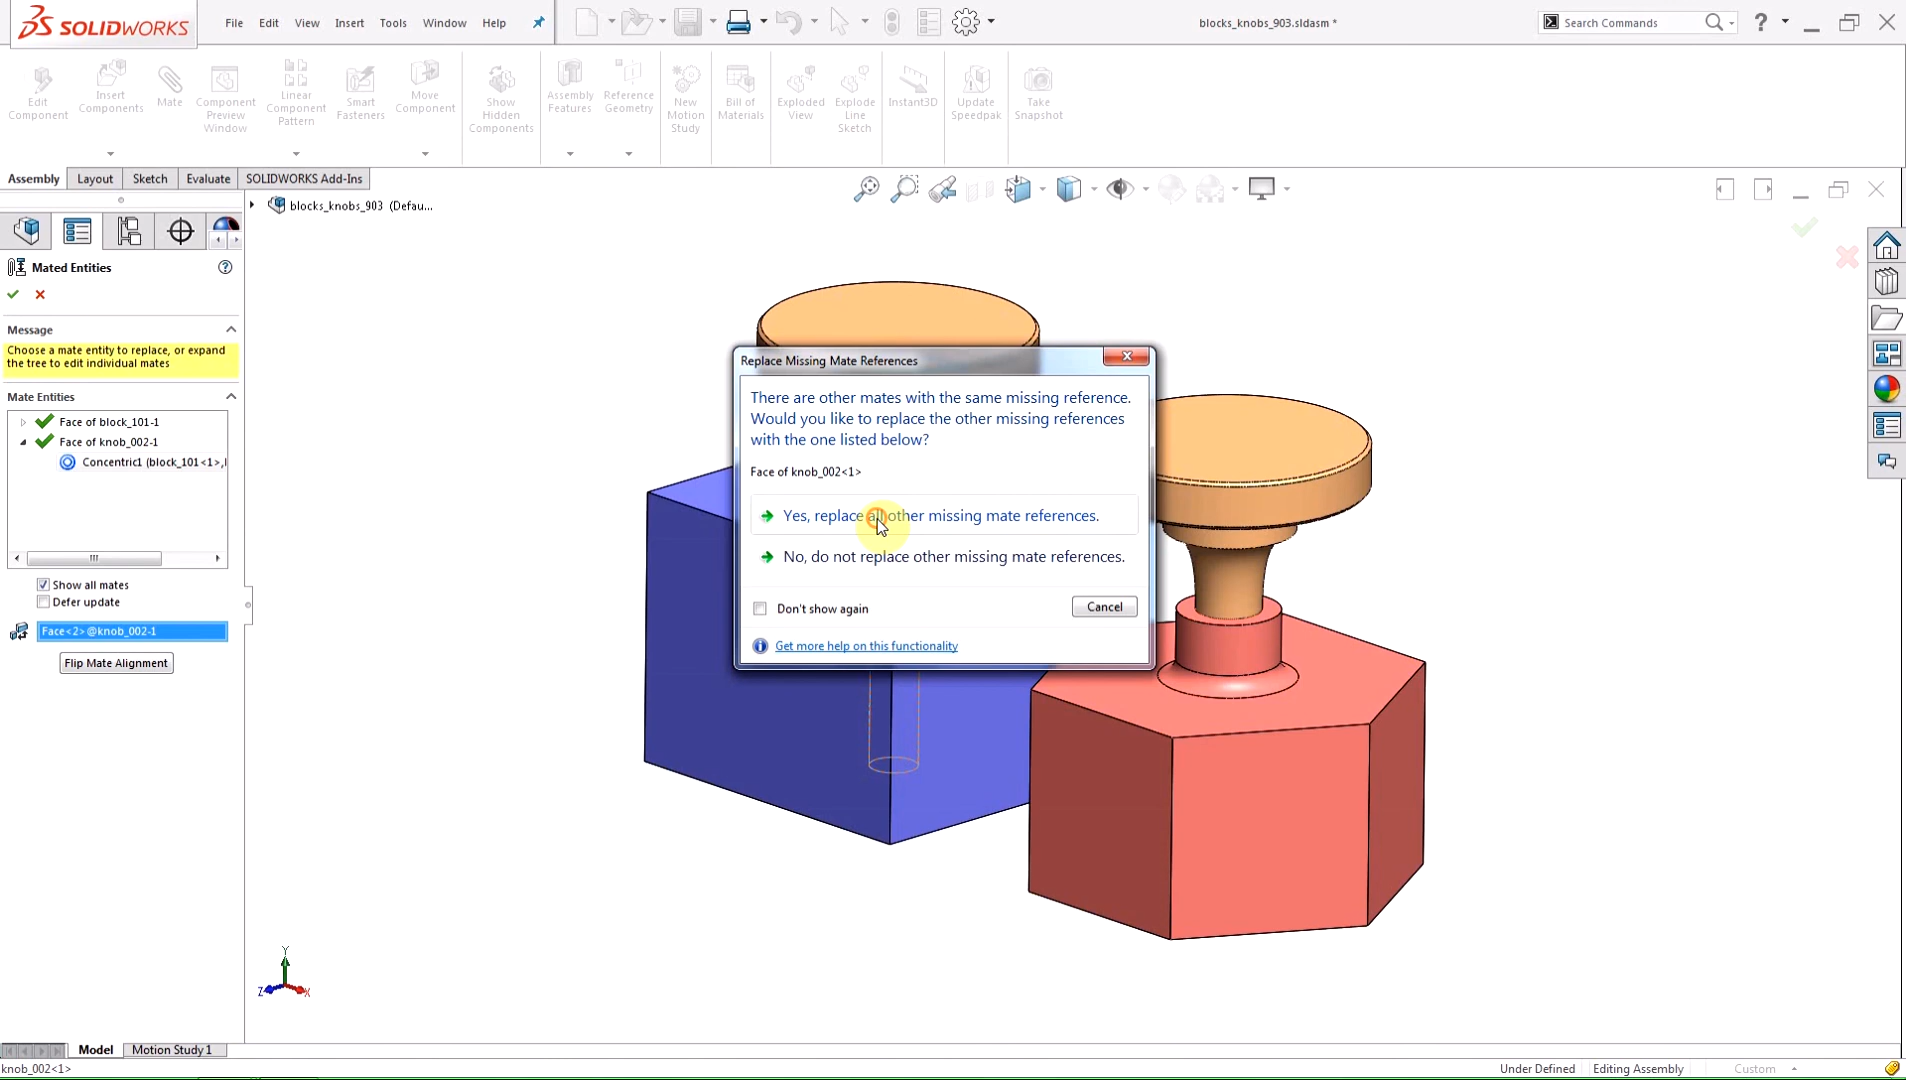 SOLIDWORKS
File Edit View Insert Tools Window Help
blocks_knobs_903.sldasm *
Search Commands
Edit Component
Insert Components
Mate
Component Preview Window
Linear Component Pattern
Smart Fasteners
Move Component
Show Hidden Components
Assembly Features
Reference Geometry
New Motion Study
Bill of Materials
Exploded View
Explode Line Sketch
Instant3D
Update Speedpak
Take Snapshot
Assembly Layout Sketch Evaluate SOLIDWORKS Add-Ins
blocks_knobs_903 (Defau...
Mated Entities
Message
Choose a mate entity to replace, or expand
the tree to edit individual mates
Mate Entities
Face of block_101-1
Face of knob_002-1
Concentric1 (block_101<1>,
Show all mates
Defer update
Face<2>@knob_002-1
Flip Mate Alignment
Replace Missing Mate References
There are other mates with the same missing reference.
Would you like to replace the other missing references
with the one listed below?
Face of knob_002<1>
Yes, replace all other missing mate references.
No, do not replace other missing mate references.
Don't show again
Cancel
Get more help on this functionality
Y
Z X
Model Motion Study 1
knob_002<1>
Under Defined Editing Assembly Custom